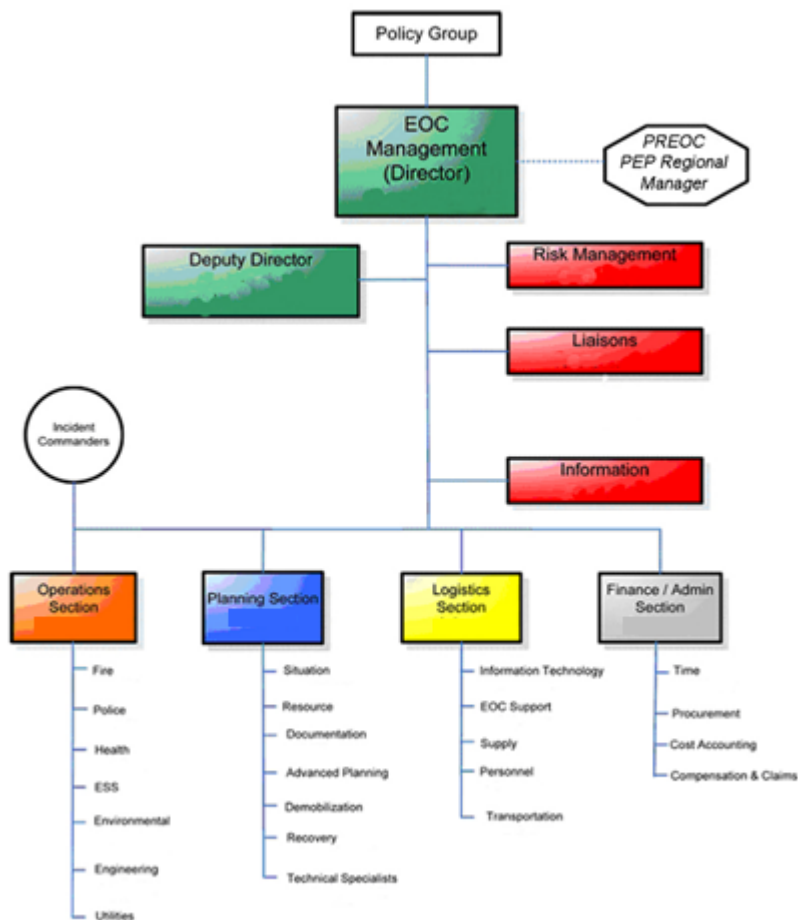 Policy Group
EOC
Management
(Director)
PREOC
PEP Regional
Manager
Deputy Director
Risk Management
Liaisons
Information
Incident
Commanders
Operations
Section
Planning Section
Logistics
Section
Finance / Admin
Section
Fire
Police
Health
ESS
Environmental
Engineering
Utilities
Situation
Resource
Documentation
Advanced Planning
Demobilization
Recovery
Technical Specialists
Information Technology
EOC Support
Supply
Personnel
Transportation
Time
Procurement
Cost Accounting
Compensation & Claims